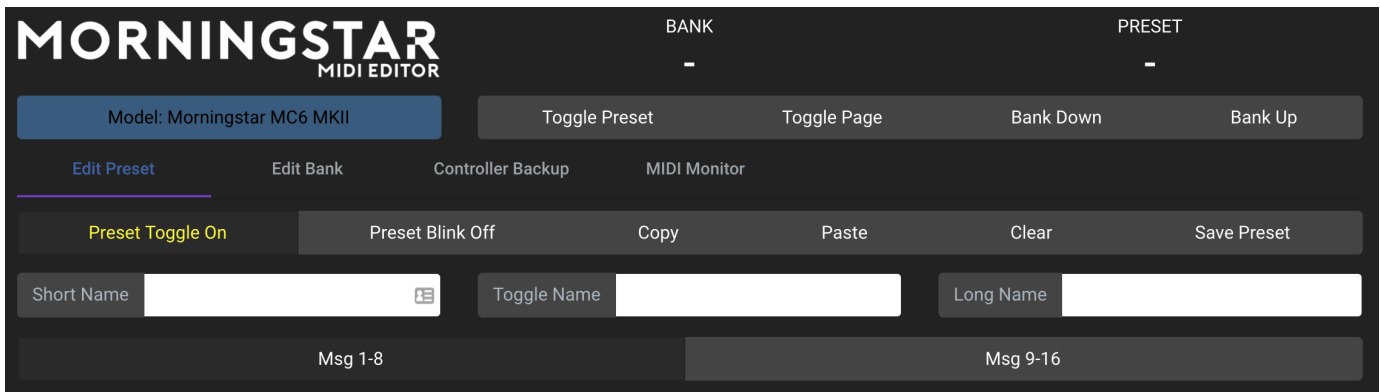 MORNINGSTAR
MIDI EDITOR
BANK
-
PRESET
-
Model: Morningstar MC6 MKII
Toggle Preset Toggle Page Bank Down Bank Up
Edit Preset Edit Bank Controller Backup MIDI Monitor
Preset Toggle On Preset Blink Off Copy Paste Clear Save Preset
Short Name Toggle Name Long Name
Msg 1-8 Msg 9-16